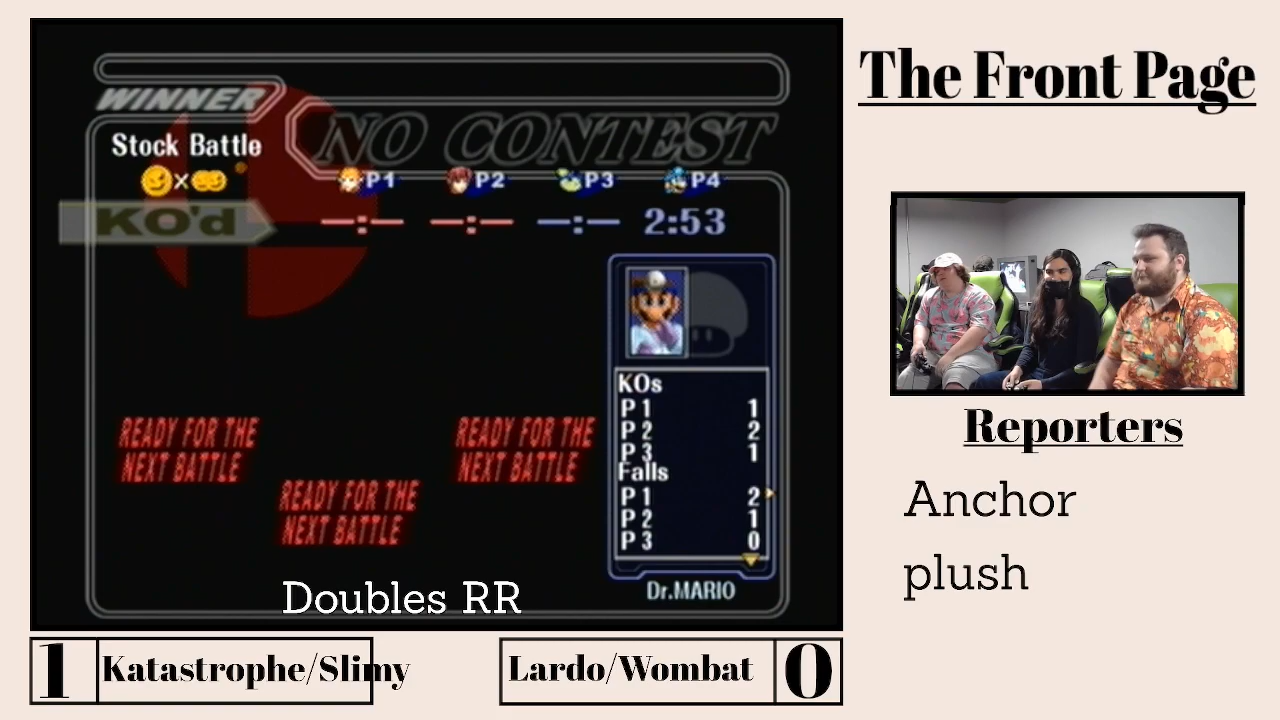 The Front Page
WINNER
NO CONTEST
Stock Battle
×
P1 P2 P3 P4
KO'd
-:- -:- -:- 2:53
KOs
P1 1
P2 2
P3 1
Falls
P1 2
P2 1
P3 0
Dr.MARIO
READY FOR THE
NEXT BATTLE
READY FOR THE
NEXT BATTLE
READY FOR THE
NEXT BATTLE
Doubles RR
1 Katastrophe/Slimy
Lardo/Wombat 0
Reporters
Anchor
plush